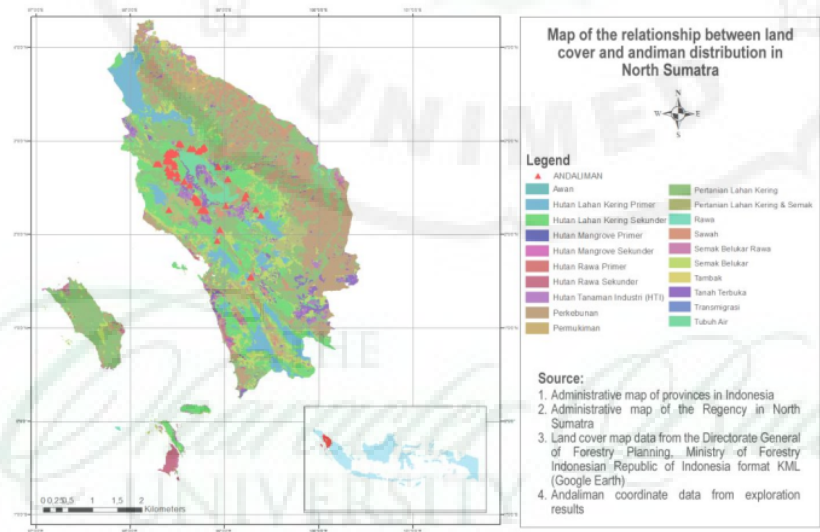 Map of the relationship between land
cover and andiman distribution in
North Sumatra
N
W
E
S
Legend
ANDALIMAN
Awan
Hutan Lahan Kering Primer
Hutan Lahan Kering Sekunder
Hutan Mangrove Primer
Hutan Mangrove Sekunder
Hutan Rawa Primer
Hutan Rawa Sekunder
Hutan Tanaman Industri (HTI)
Perkebunan
Permukiman
Pertanian Lahan Kering
Pertanian Lahan Kering & Semak
Rawa
Sawah
Semak Belukar Rawa
Semak Belukar
Tambak
Tanah Terbuka
Transmigrasi
Tubuh Air
Source:
1. Administrative map of provinces in Indonesia
2. Administrative map of the Regency in North
Sumatra
3. Land cover map data from the Directorate General
of Forestry Planning, Ministry of Forestry
Indonesian Republic of Indonesia format KML
(Google Earth)
4. Andaliman coordinate data from exploration
results
0 0,25 0,5 1 1,5 2
Kilometers
UNIMED
THE
UNIVERSITY